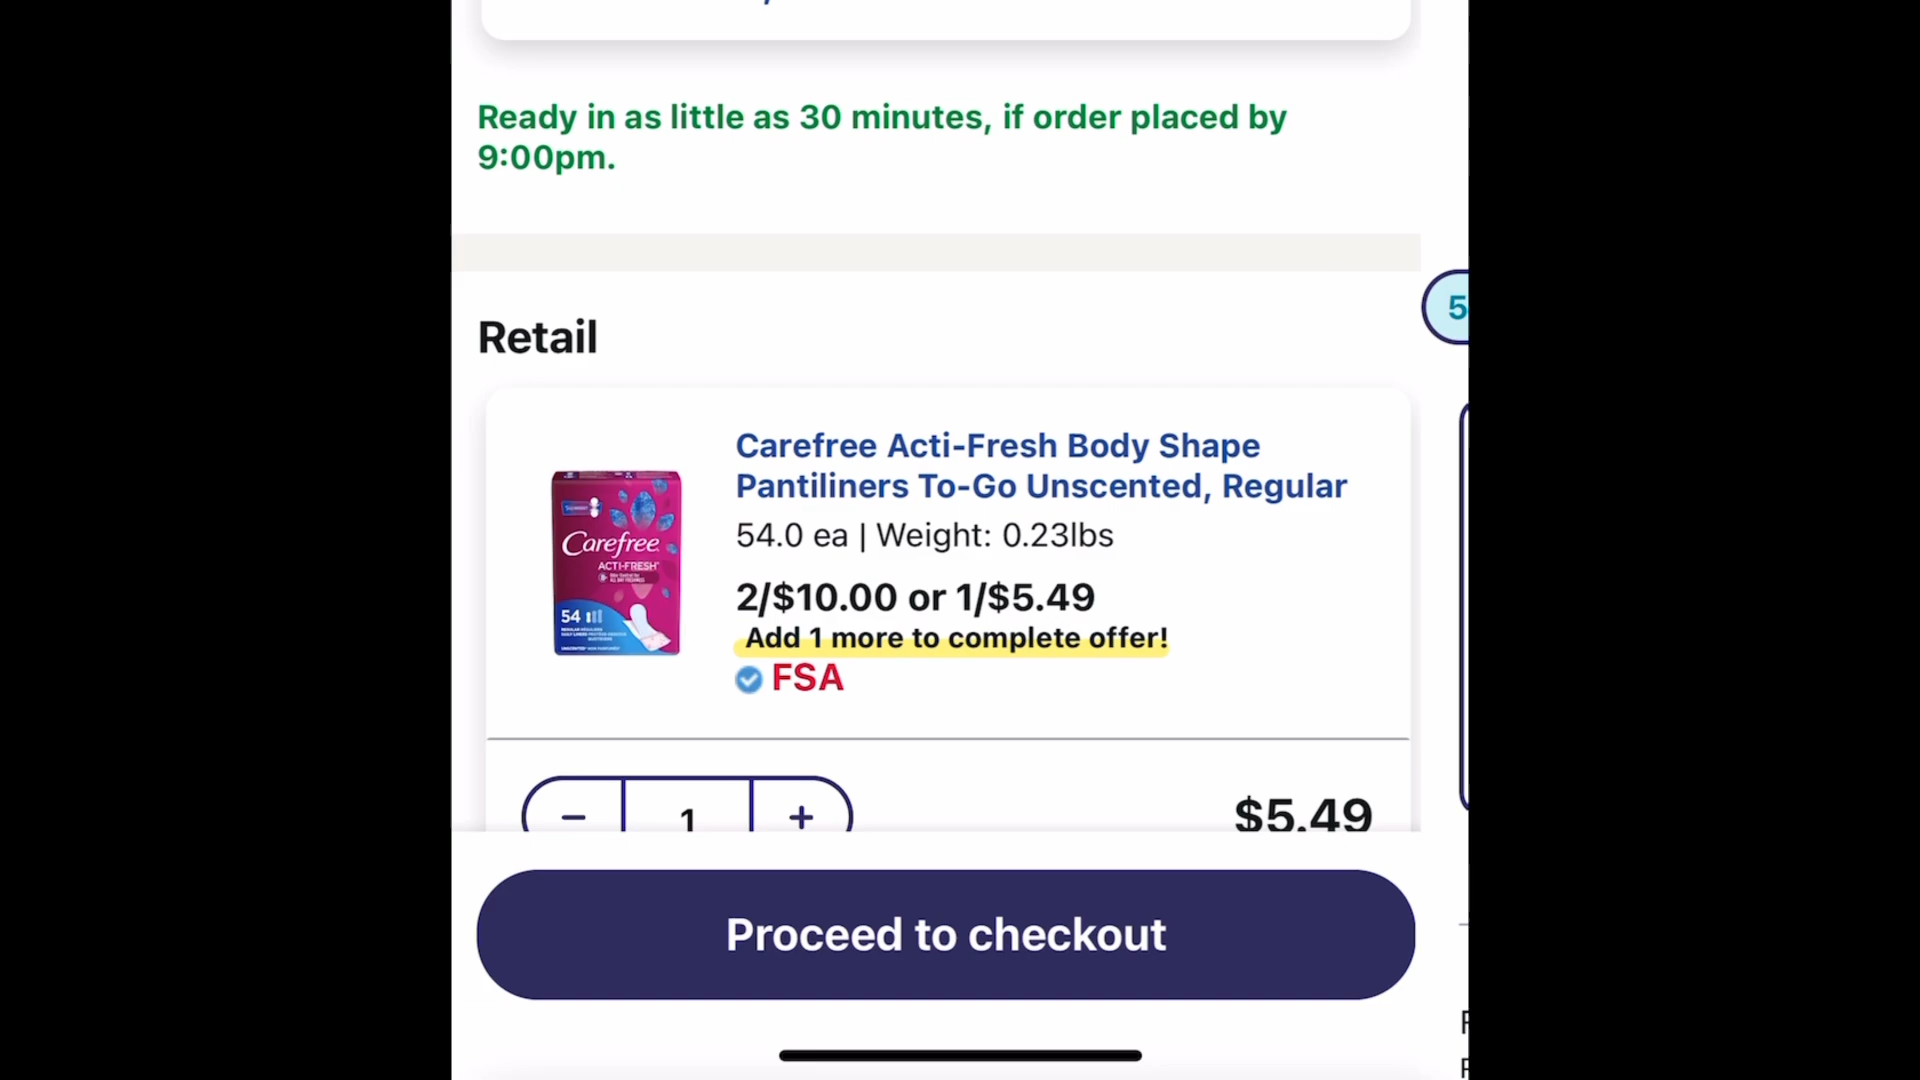 Ready in as little as 30 minutes, if order placed by
9:00pm.
5
Retail
Carefree Acti-Fresh Body Shape
Pantiliners To-Go Unscented, Regular
54.0 ea | Weight: 0.23lbs
2/$10.00 or 1/$5.49
Add 1 more to complete offer!
FSA
Carefree
ACTI-FRESH
54
− 1 +
$5.49
Proceed to checkout